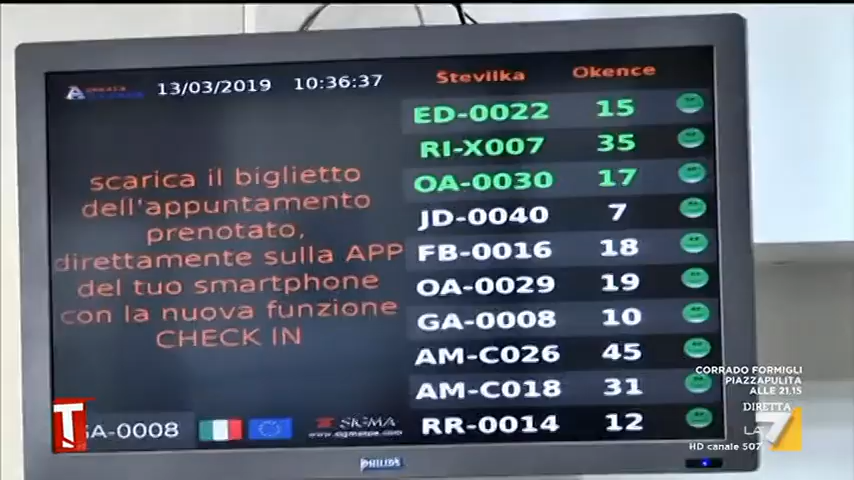 13/03/2019 10:36:37
Številka Okence
ED-0022 15
RI-X007 35
OA-0030 17
JD-0040 7
FB-0016 18
OA-0029 19
GA-0008 10
AM-C026 45
AM-C018 31
RR-0014 12
scarica il biglietto
dell'appuntamento
prenotato,
direttamente sulla APP
del tuo smartphone
con la nuova funzione
CHECK IN
GA-0008
SIGMA
PHILIPS
T
CORRADO FORMIGLI
PIAZZAPULITA
ALLE 21.15
DIRETTA
LA7
HD canale 507